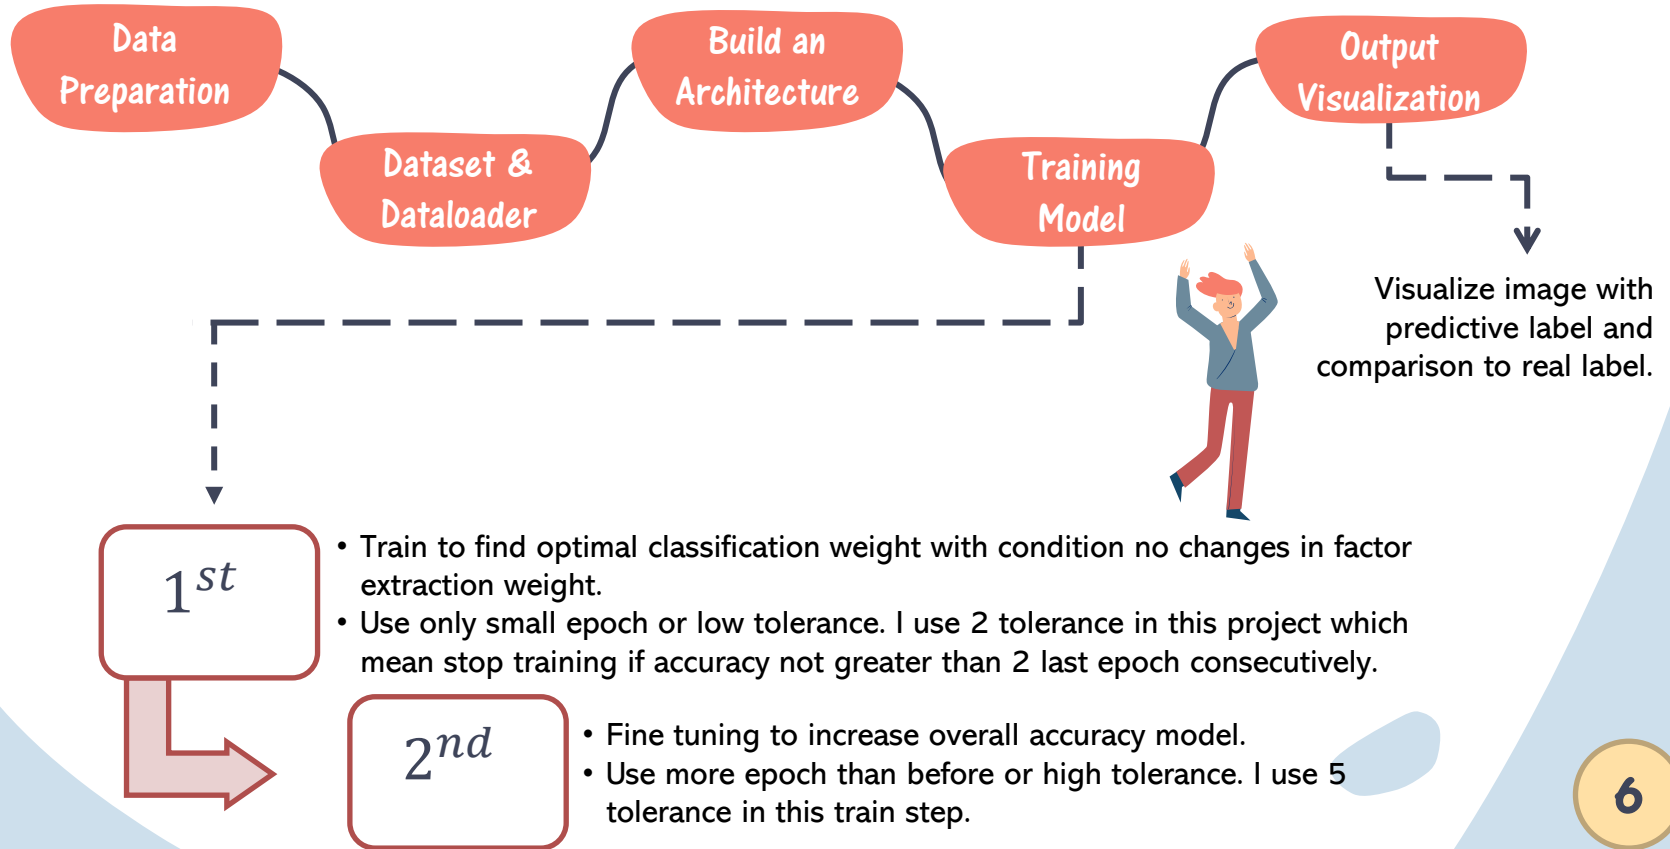 Data
Preparation
Dataset &
Dataloader
Build an
Architecture
Training
Model
Output
Visualization
Visualize image with
predictive label and
comparison to real label.
1st
• Train to find optimal classification weight with condition no changes in factor
extraction weight.
• Use only small epoch or low tolerance. I use 2 tolerance in this project which
mean stop training if accuracy not greater than 2 last epoch consecutively.
2nd
• Fine tuning to increase overall accuracy model.
• Use more epoch than before or high tolerance. I use 5
tolerance in this train step.
6